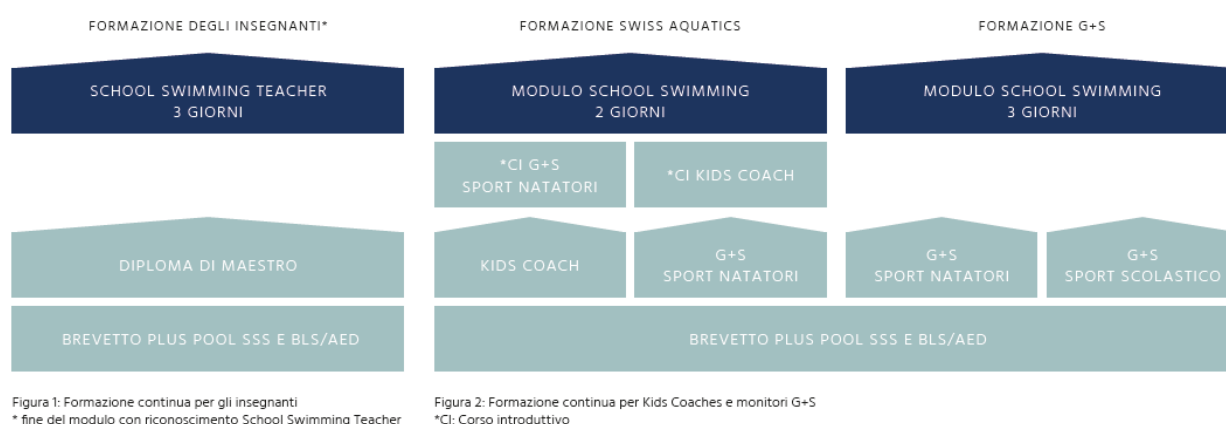 FORMAZIONE DEGLI INSEGNANTI*
SCHOOL SWIMMING TEACHER
3 GIORNI
DIPLOMA DI MAESTRO
BREVETTO PLUS POOL SSS E BLS/AED
Figura 1: Formazione continua per gli insegnanti
* fine del modulo con riconoscimento School Swimming Teacher
FORMAZIONE SWISS AQUATICS
MODULO SCHOOL SWIMMING
2 GIORNI
*CI G+S
SPORT NATATORI
*CI KIDS COACH
KIDS COACH
G+S
SPORT NATATORI
FORMAZIONE G+S
MODULO SCHOOL SWIMMING
3 GIORNI
G+S
SPORT NATATORI
G+S
SPORT SCOLASTICO
BREVETTO PLUS POOL SSS E BLS/AED
Figura 2: Formazione continua per Kids Coaches e monitori G+S
*CI: Corso introduttivo